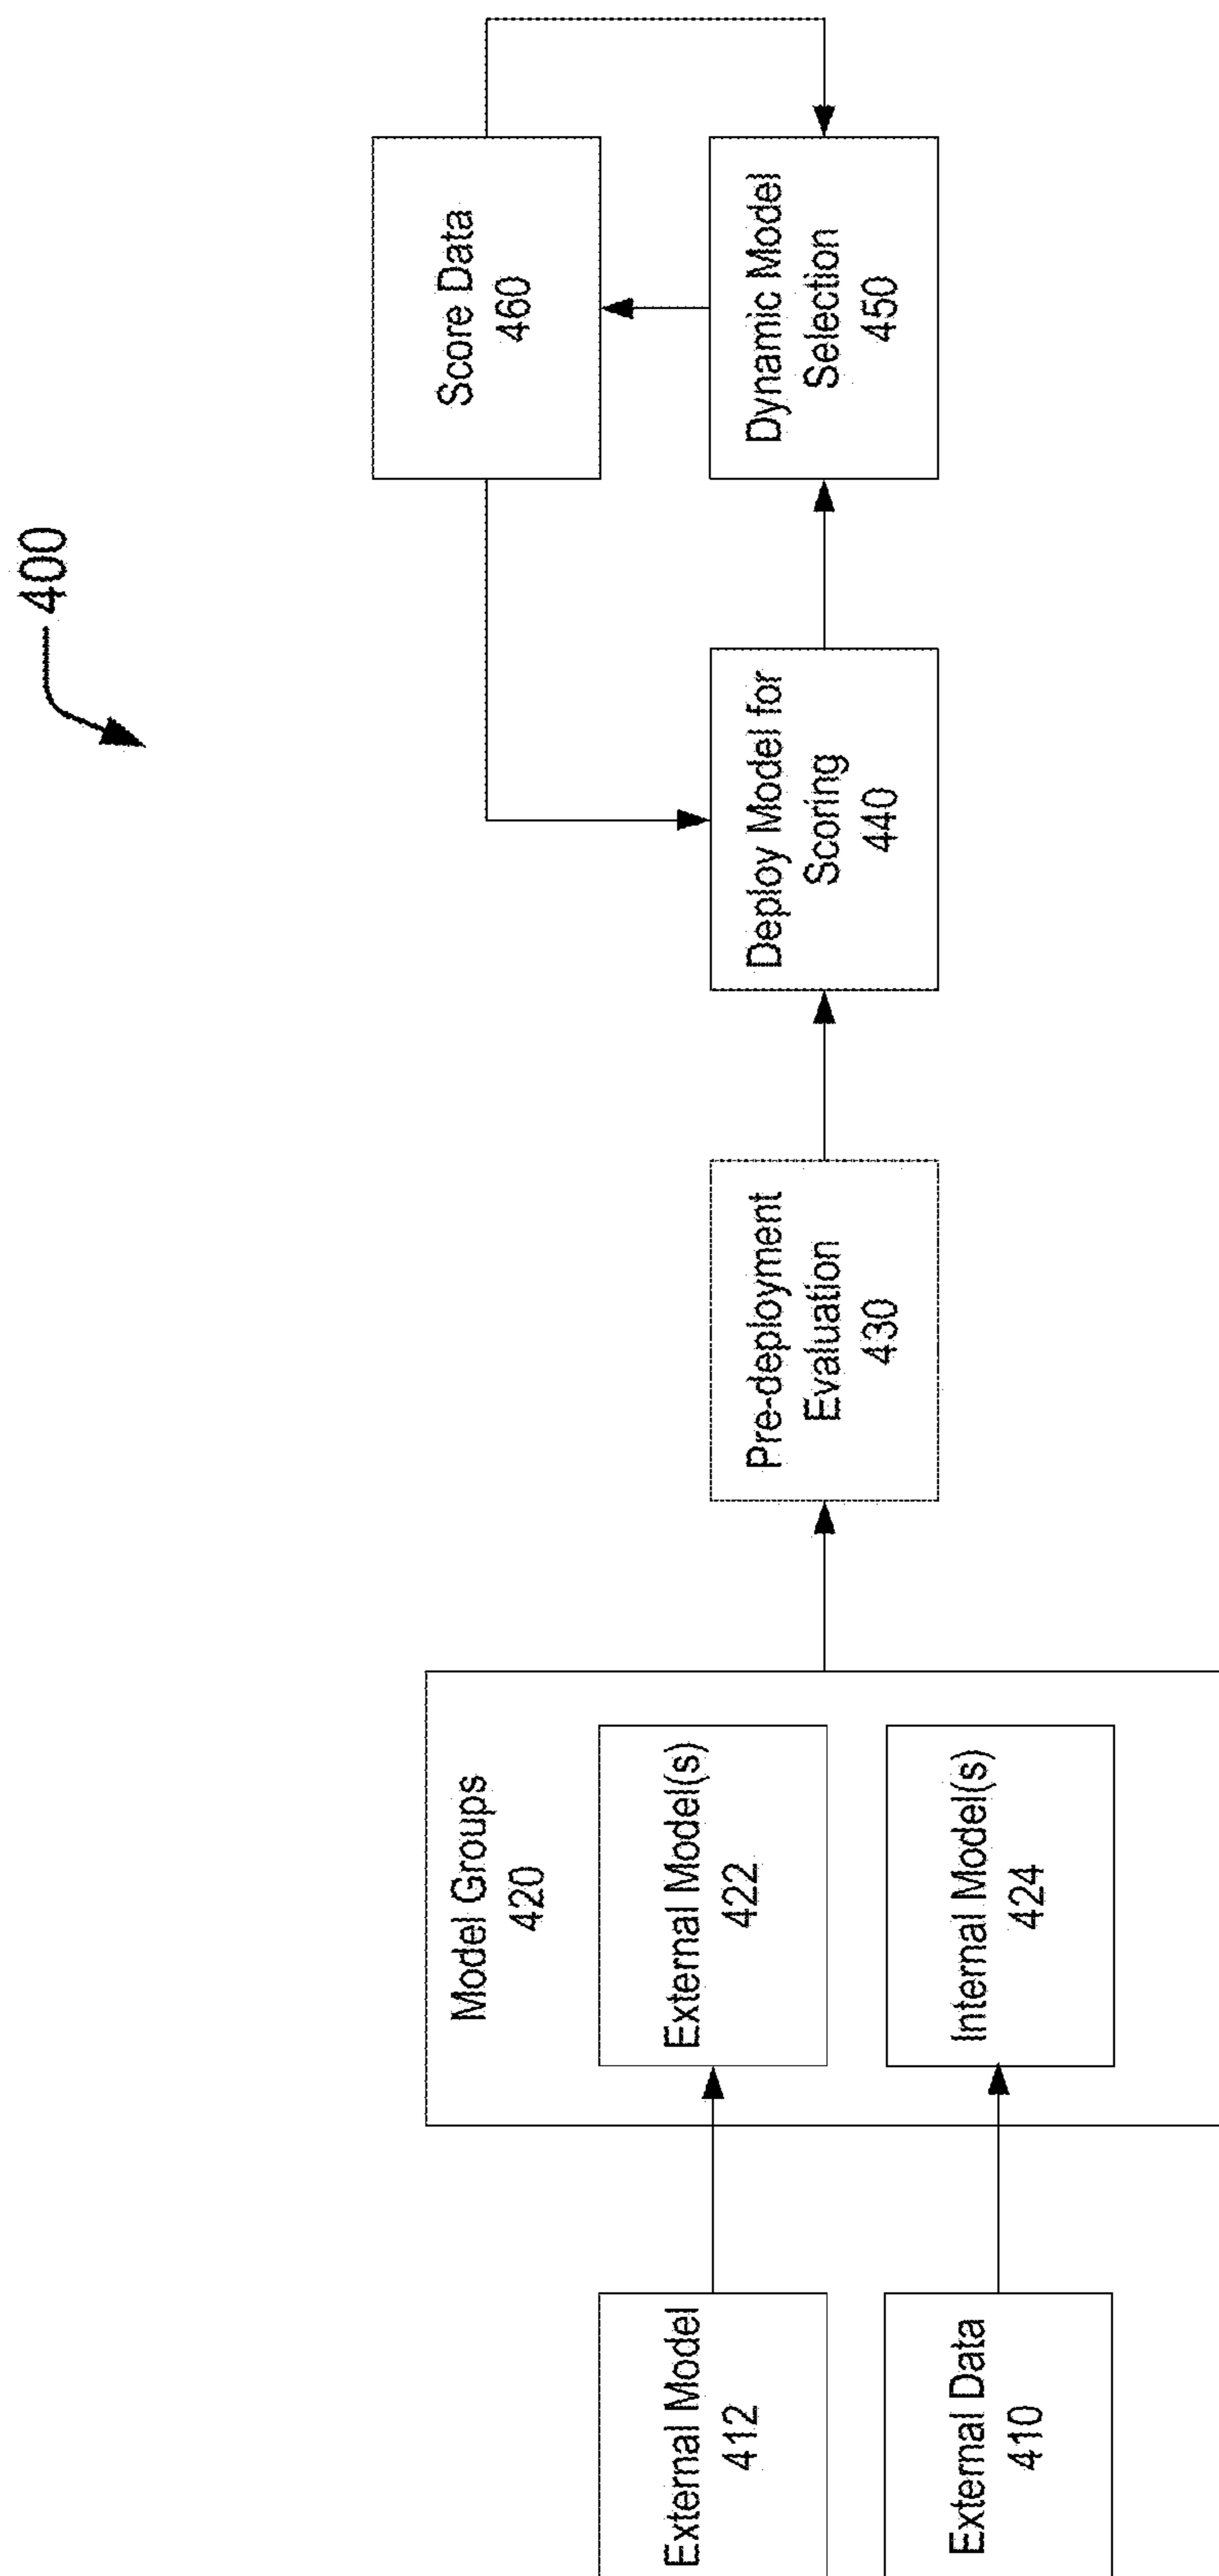 400
External Model
412
External Data
410
Model Groups
420
External Model(s)
422
Internal Model(s)
424
Pre-deployment
Evaluation
430
Deploy Model for
Scoring
440
Score Data
460
Dynamic Model
Selection
450